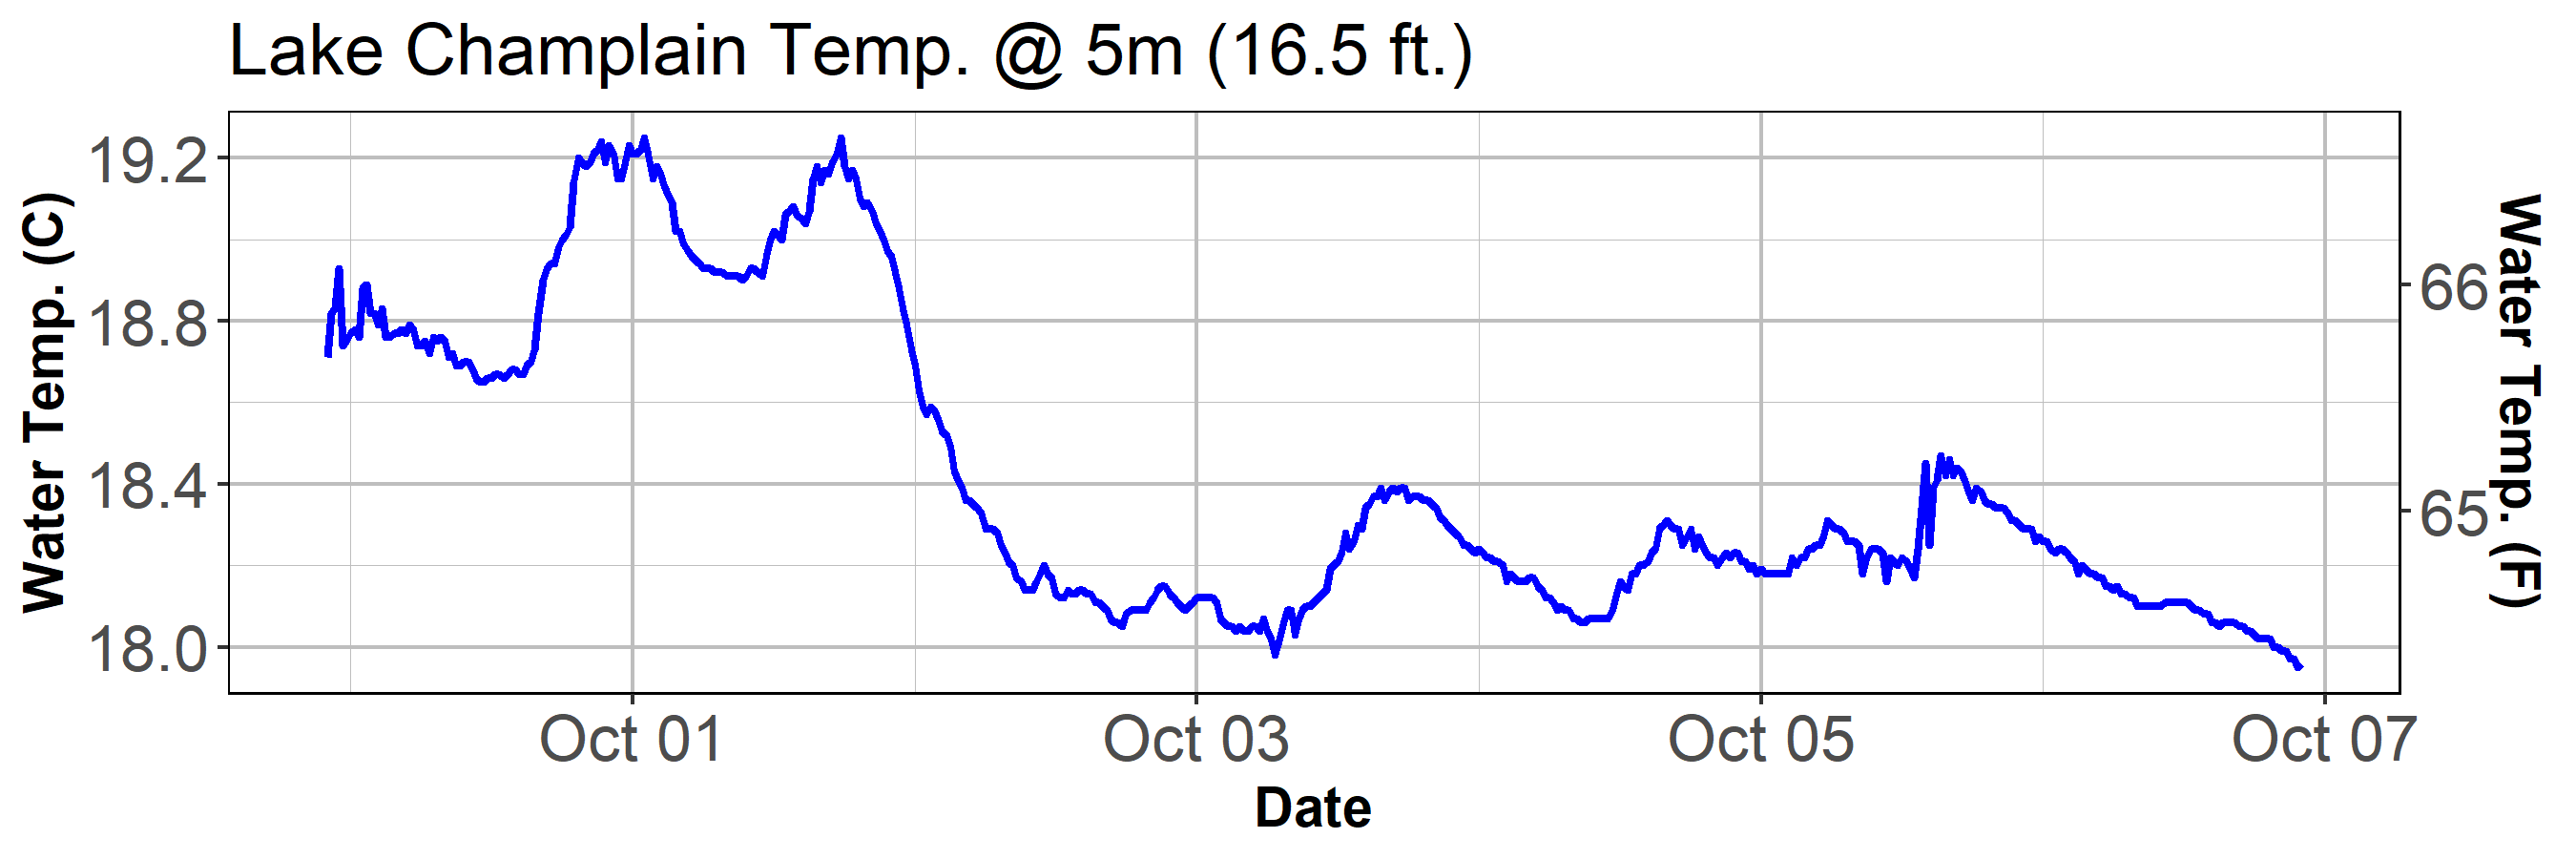 Lake Champlain Temp. @ 5m (16.5 ft.)
Water Temp. (C)
19.2
18.8
18.4
18.0
66
65
Water Temp. (F)
Oct 01
Oct 03
Oct 05
Oct 07
Date